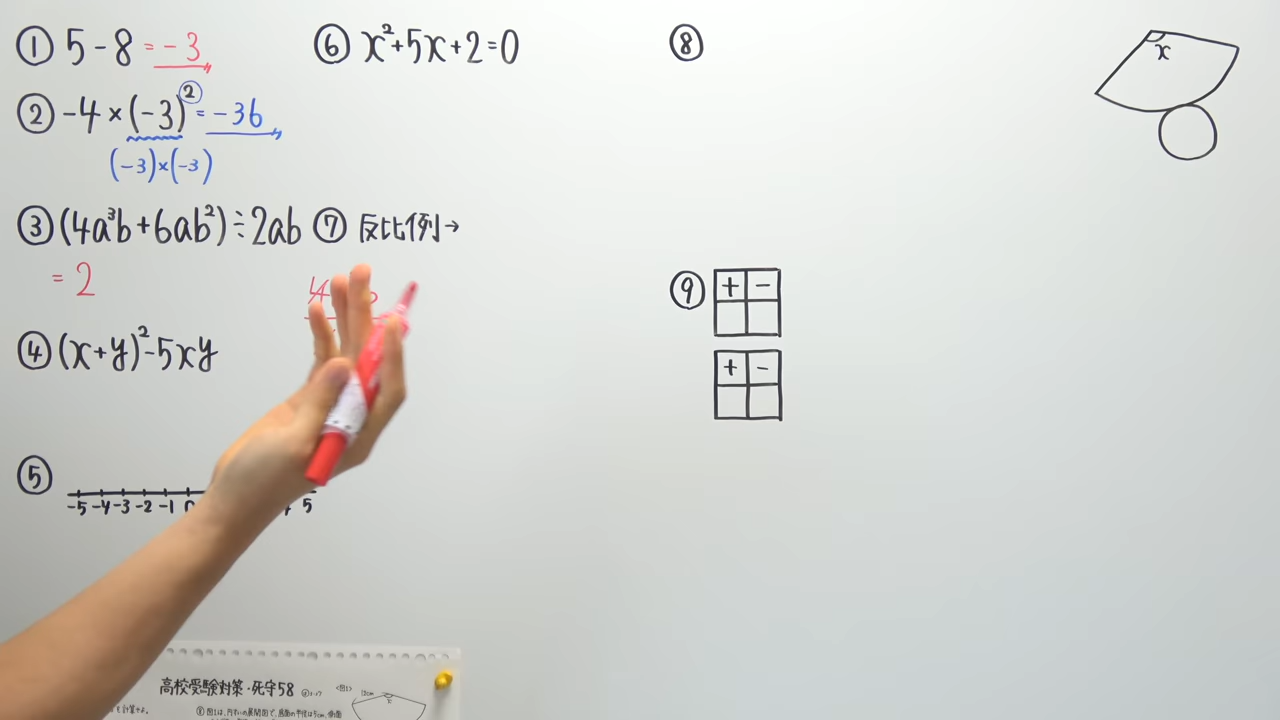 ① 5-8=-3
② -4×(-3)²=-36
(-3)×(-3)
③ (4a³b+6ab²)÷2ab
=2
④ (x+y)²-5xy
⑤
-5 -4 -3 -2 -1 0 5
⑥ x²+5x+2=0
⑦ 反比例→
⑧
x
⑨ + -
+ -
高校受験対策・死守58